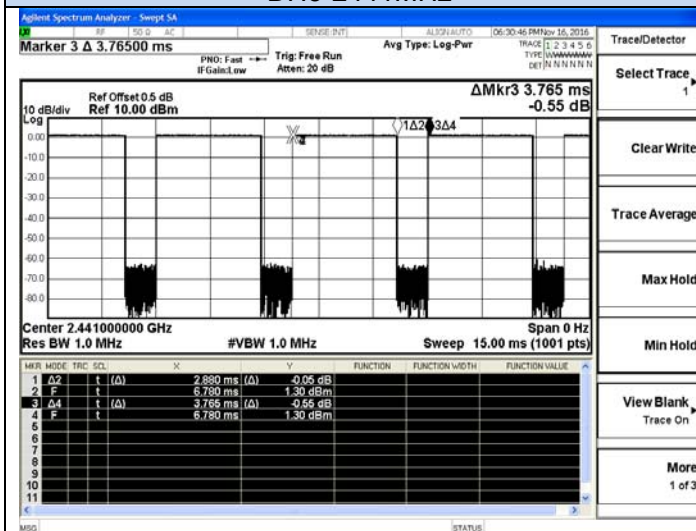 Agilent Spectrum Analyzer - Swept SA
RF 50 Ω AC SENSE:INT ALIGN AUTO 06:30:46 PM Nov 16, 2016
Marker 3 Δ 3.76500 ms
PNO: Fast
IFGain:Low
Trig: Free Run
Atten: 20 dB
Avg Type: Log-Pwr
TRACE 1 2 3 4 5 6
TYPE
DET N N N N N N
Ref Offset 0.5 dB
10 dB/div Ref 10.00 dBm
Log
ΔMkr3 3.765 ms
-0.55 dB
0.00
-10.0
-20.0
-30.0
-40.0
-50.0
-60.0
-70.0
-80.0
1Δ2 3Δ4
Center 2.441000000 GHz Span 0 Hz
Res BW 1.0 MHz #VBW 1.0 MHz Sweep 15.00 ms (1001 pts)
MKR MODE TRC SCL X Y FUNCTION FUNCTION WIDTH FUNCTION VALUE
1 Δ2 t (Δ) 2.880 ms (Δ) -0.05 dB
2 F t 6.780 ms 1.30 dBm
3 Δ4 t (Δ) 3.765 ms (Δ) -0.55 dB
4 F t 6.780 ms 1.30 dBm
5
6
7
8
9
10
11
MSG STATUS
Trace/Detector
Select Trace
1
Clear Write
Trace Average
Max Hold
Min Hold
View Blank
Trace On
More
1 of 3